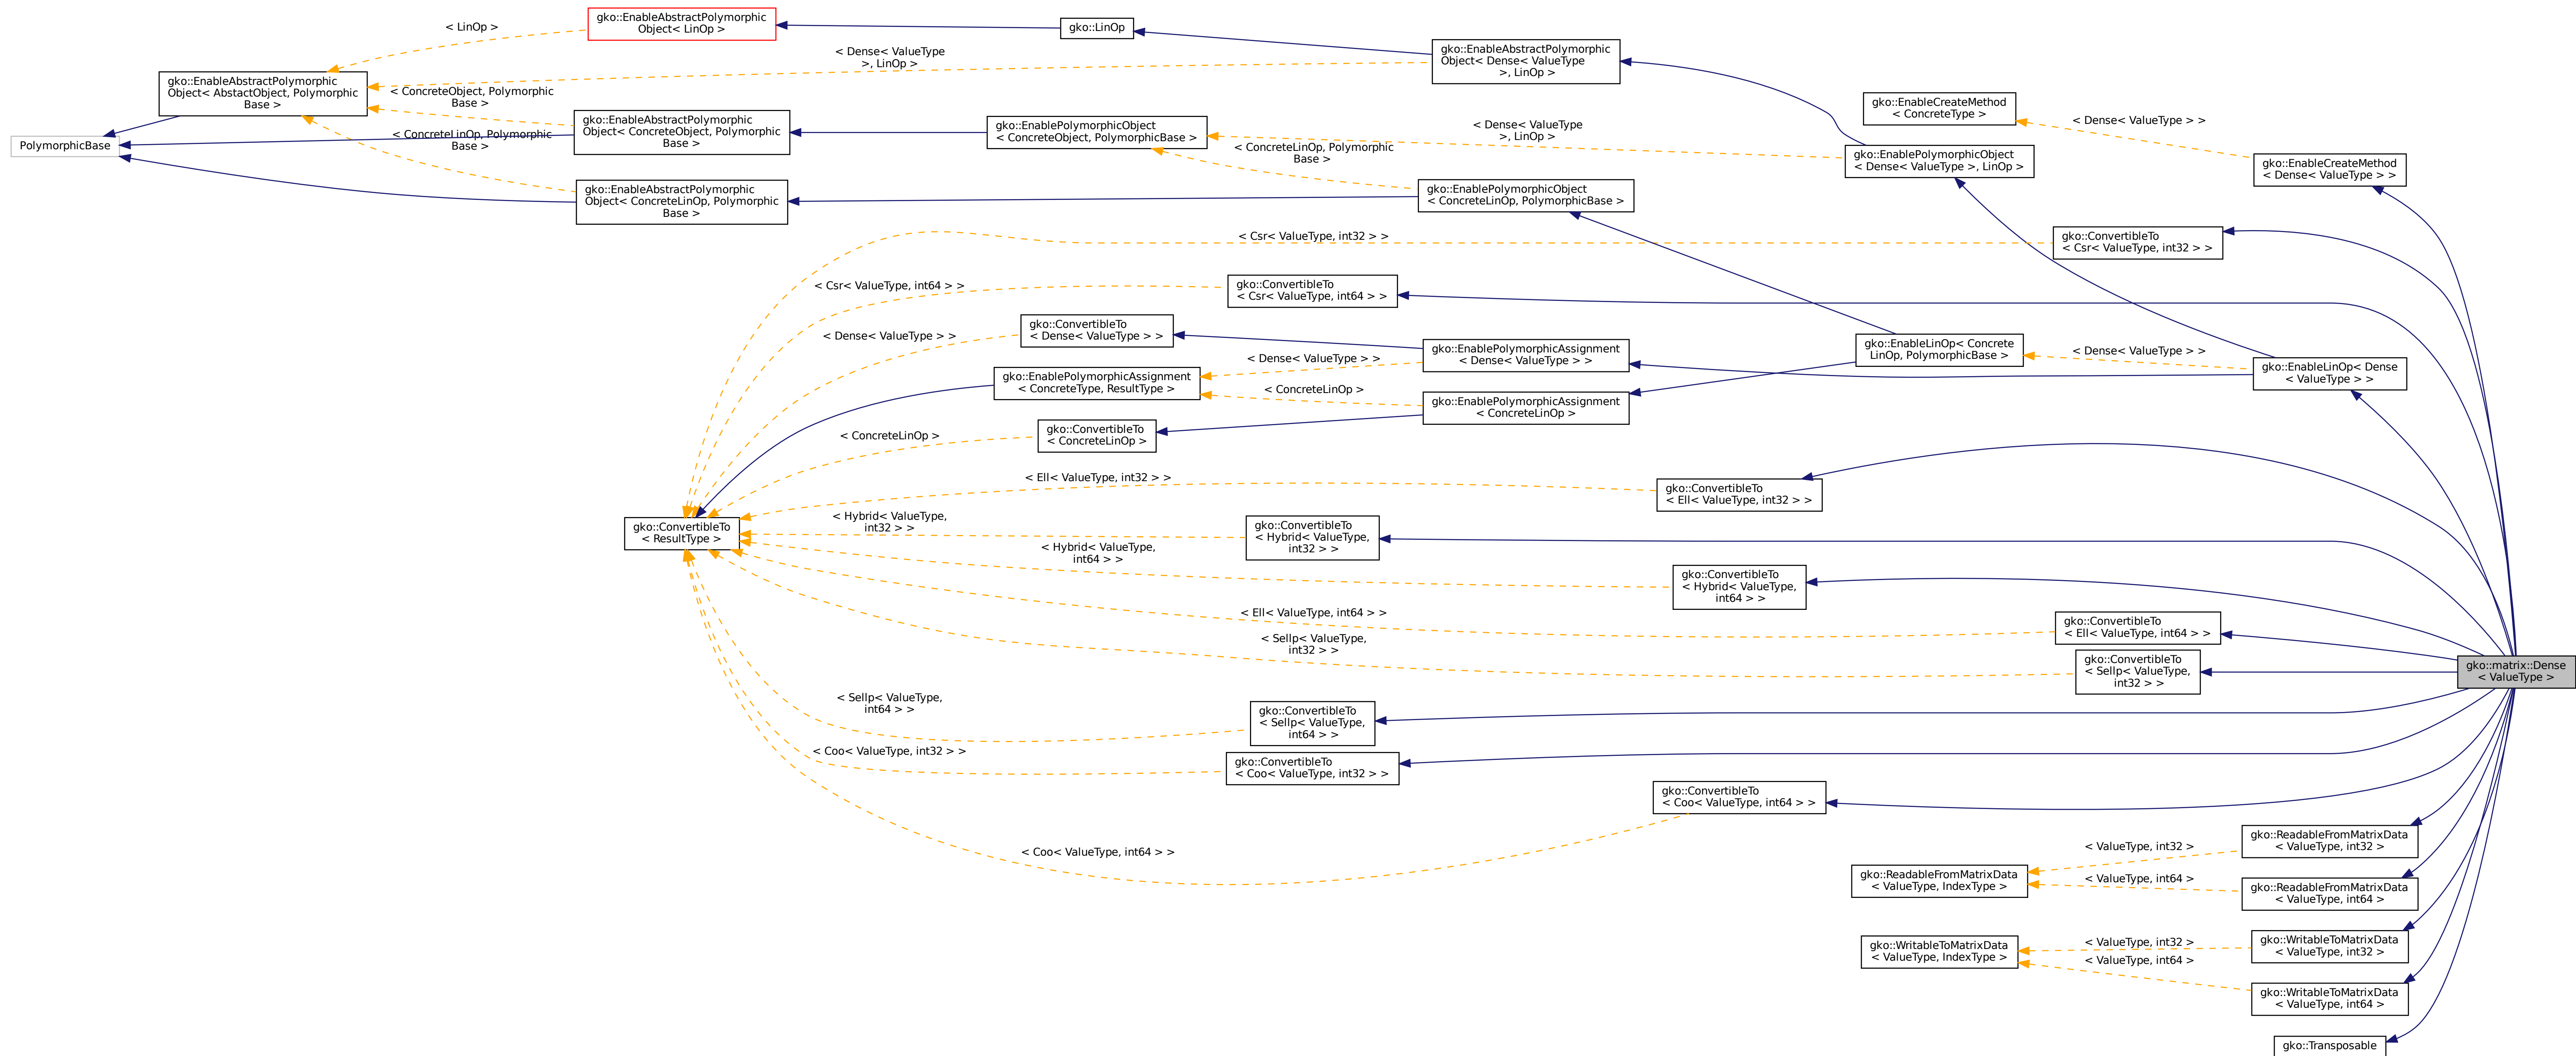 gko::EnableAbstractPolymorphic
Object< LinOp >
< LinOp >
gko::LinOp
gko::EnableAbstractPolymorphic
Object< Dense< ValueType
>, LinOp >
< Dense< ValueType
>, LinOp >
gko::EnableAbstractPolymorphic
Object< AbstactObject, Polymorphic
Base >
< ConcreteObject, Polymorphic
Base >
gko::EnableCreateMethod
< ConcreteType >
gko::EnableAbstractPolymorphic
Object< ConcreteObject, Polymorphic
Base >
gko::EnablePolymorphicObject
< ConcreteObject, PolymorphicBase >
< Dense< ValueType
>, LinOp >
< Dense< ValueType > >
PolymorphicBase
< ConcreteLinOp, Polymorphic
Base >
< ConcreteLinOp, Polymorphic
Base >
gko::EnablePolymorphicObject
< Dense< ValueType >, LinOp >
gko::EnableCreateMethod
< Dense< ValueType > >
gko::EnableAbstractPolymorphic
Object< ConcreteLinOp, Polymorphic
Base >
gko::EnablePolymorphicObject
< ConcreteLinOp, PolymorphicBase >
< Csr< ValueType, int32 > >
gko::ConvertibleTo
< Csr< ValueType, int32 > >
< Csr< ValueType, int64 > >
gko::ConvertibleTo
< Csr< ValueType, int64 > >
< Dense< ValueType > >
gko::ConvertibleTo
< Dense< ValueType > >
gko::EnablePolymorphicAssignment
< Dense< ValueType > >
< Dense< ValueType > >
gko::EnableLinOp< Concrete
LinOp, PolymorphicBase >
< Dense< ValueType > >
gko::EnableLinOp< Dense
< ValueType > >
gko::EnablePolymorphicAssignment
< ConcreteType, ResultType >
< ConcreteLinOp >
gko::EnablePolymorphicAssignment
< ConcreteLinOp >
< ConcreteLinOp >
gko::ConvertibleTo
< ConcreteLinOp >
< Ell< ValueType, int32 > >
gko::ConvertibleTo
< Ell< ValueType, int32 > >
gko::ConvertibleTo
< ResultType >
< Hybrid< ValueType,
int32 > >
gko::ConvertibleTo
< Hybrid< ValueType,
int32 > >
< Hybrid< ValueType,
int64 > >
gko::ConvertibleTo
< Hybrid< ValueType,
int64 > >
< Ell< ValueType, int64 > >
gko::ConvertibleTo
< Ell< ValueType, int64 > >
< Sellp< ValueType,
int32 > >
gko::ConvertibleTo
< Sellp< ValueType,
int32 > >
gko::matrix::Dense
< ValueType >
< Sellp< ValueType,
int64 > >
gko::ConvertibleTo
< Sellp< ValueType,
int64 > >
< Coo< ValueType, int32 > >
gko::ConvertibleTo
< Coo< ValueType, int32 > >
gko::ConvertibleTo
< Coo< ValueType, int64 > >
< Coo< ValueType, int64 > >
gko::ReadableFromMatrixData
< ValueType, int32 >
< ValueType, int32 >
gko::ReadableFromMatrixData
< ValueType, IndexType >
< ValueType, int64 >
gko::ReadableFromMatrixData
< ValueType, int64 >
gko::WritableToMatrixData
< ValueType, IndexType >
< ValueType, int32 >
gko::WritableToMatrixData
< ValueType, int32 >
< ValueType, int64 >
gko::WritableToMatrixData
< ValueType, int64 >
gko::Transposable